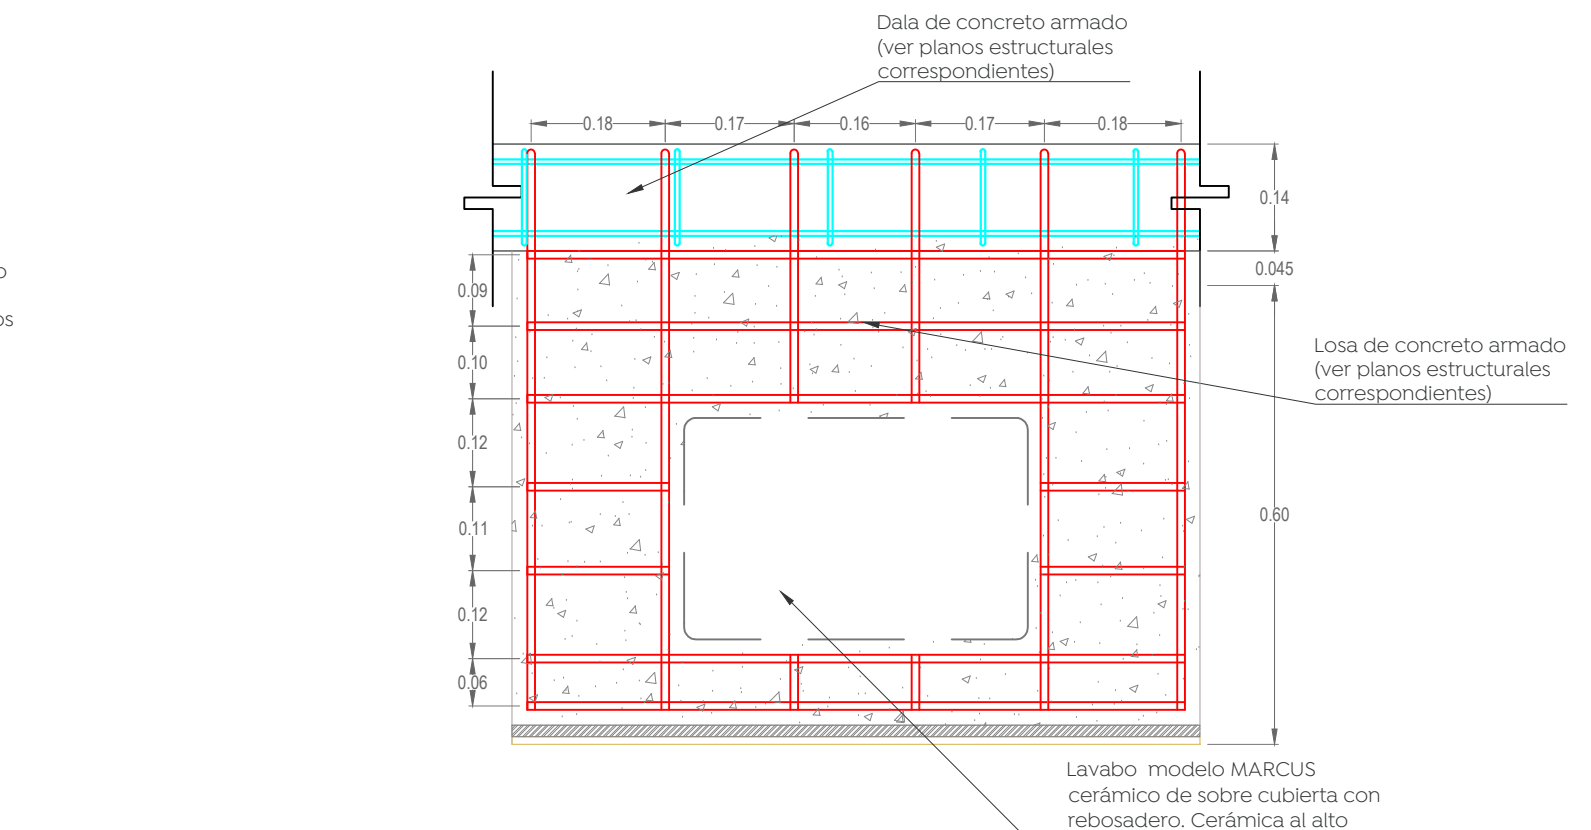 Dala de concreto armado
(ver planos estructurales
correspondientes)
0.18
0.17
0.16
0.17
0.18
0.14
0.045
0.60
o
os
0.09
0.10
0.12
0.11
0.12
0.06
Losa de concreto armado
(ver planos estructurales
correspondientes)
Lavabo modelo MARCUS
cerámico de sobre cubierta con
rebosadero. Cerámica al alto